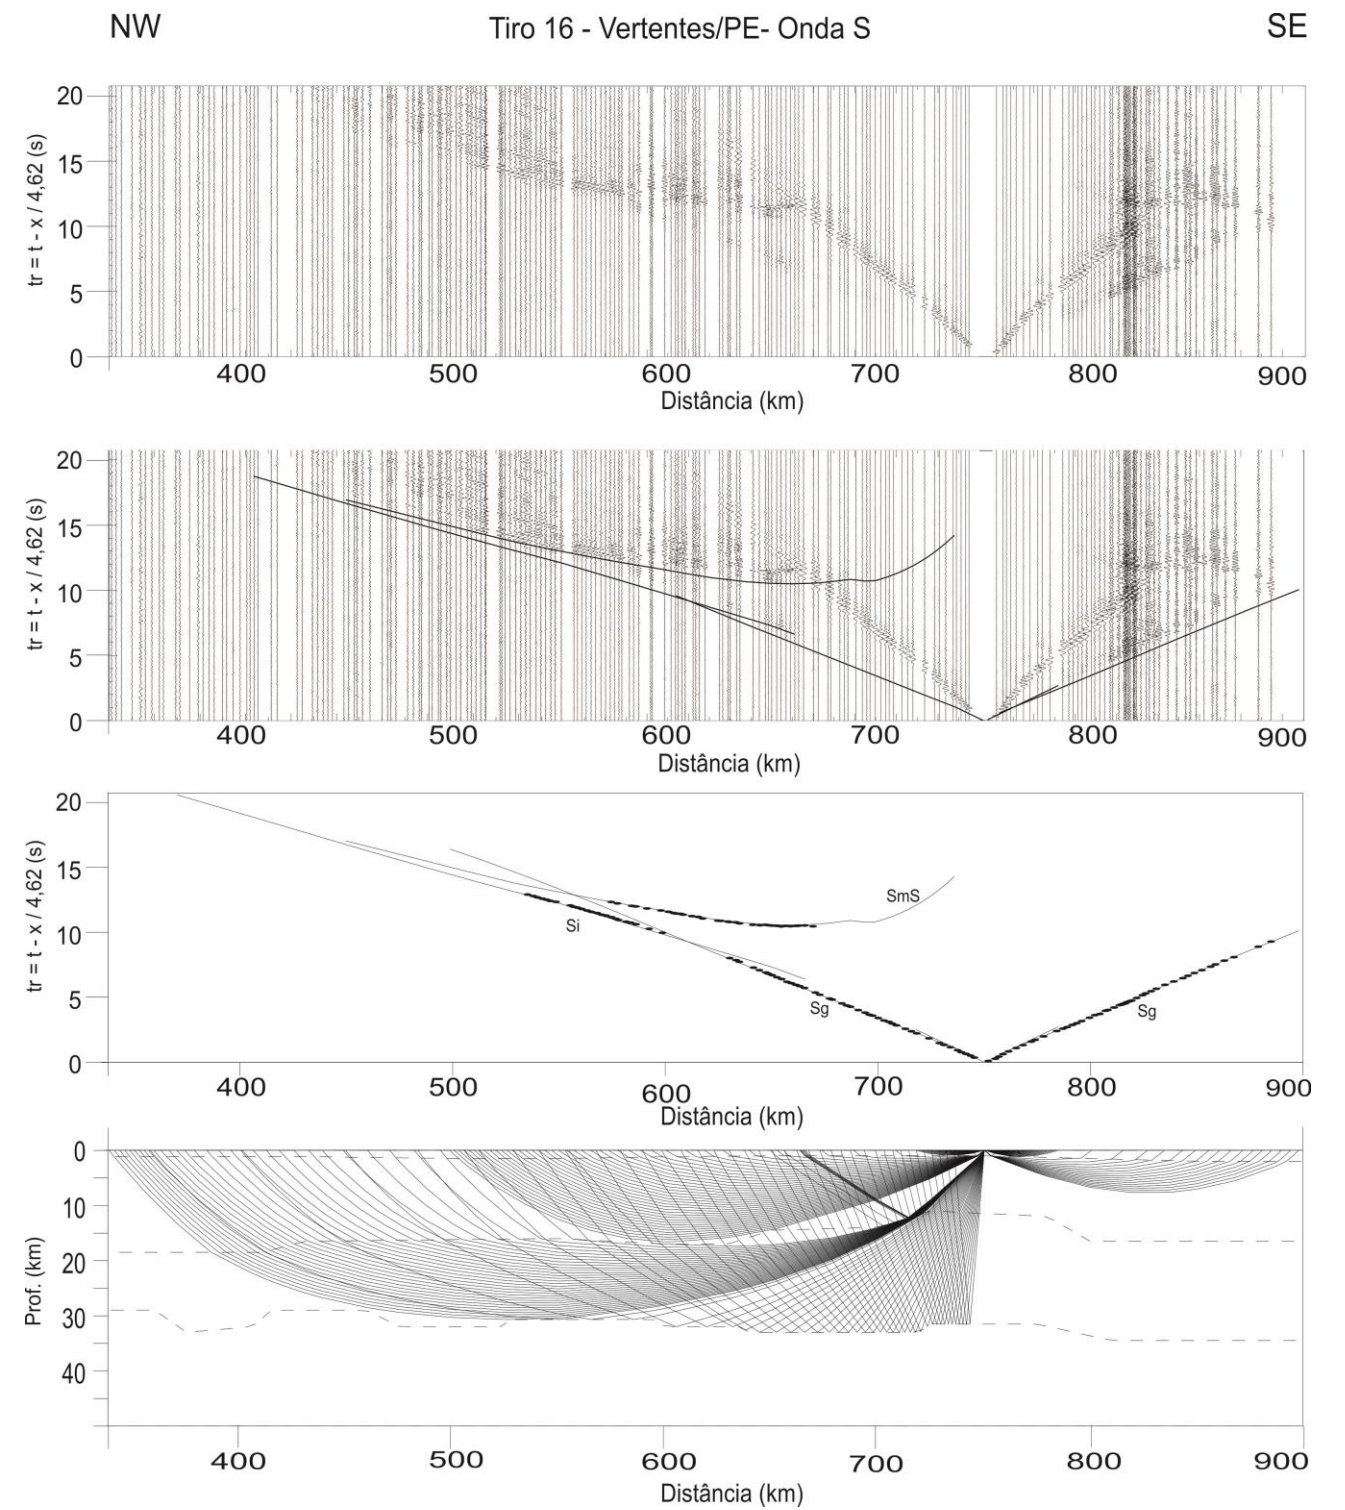 NW Tiro 16 - Vertentes/PE- Onda S SE
tr = t - x / 4,62 (s)
20
15
10
5
0
400 500 600 700 800 900
Distância (km)
tr = t - x / 4,62 (s)
20
15
10
5
0
400 500 600 700 800 900
Distância (km)
tr = t - x / 4,62 (s)
20
15
10
5
0
SmS
Si
Sg
Sg
400 500 600 700 800 900
Distância (km)
Prof. (km)
0
10
20
30
40
400 500 600 700 800 900
Distância (km)